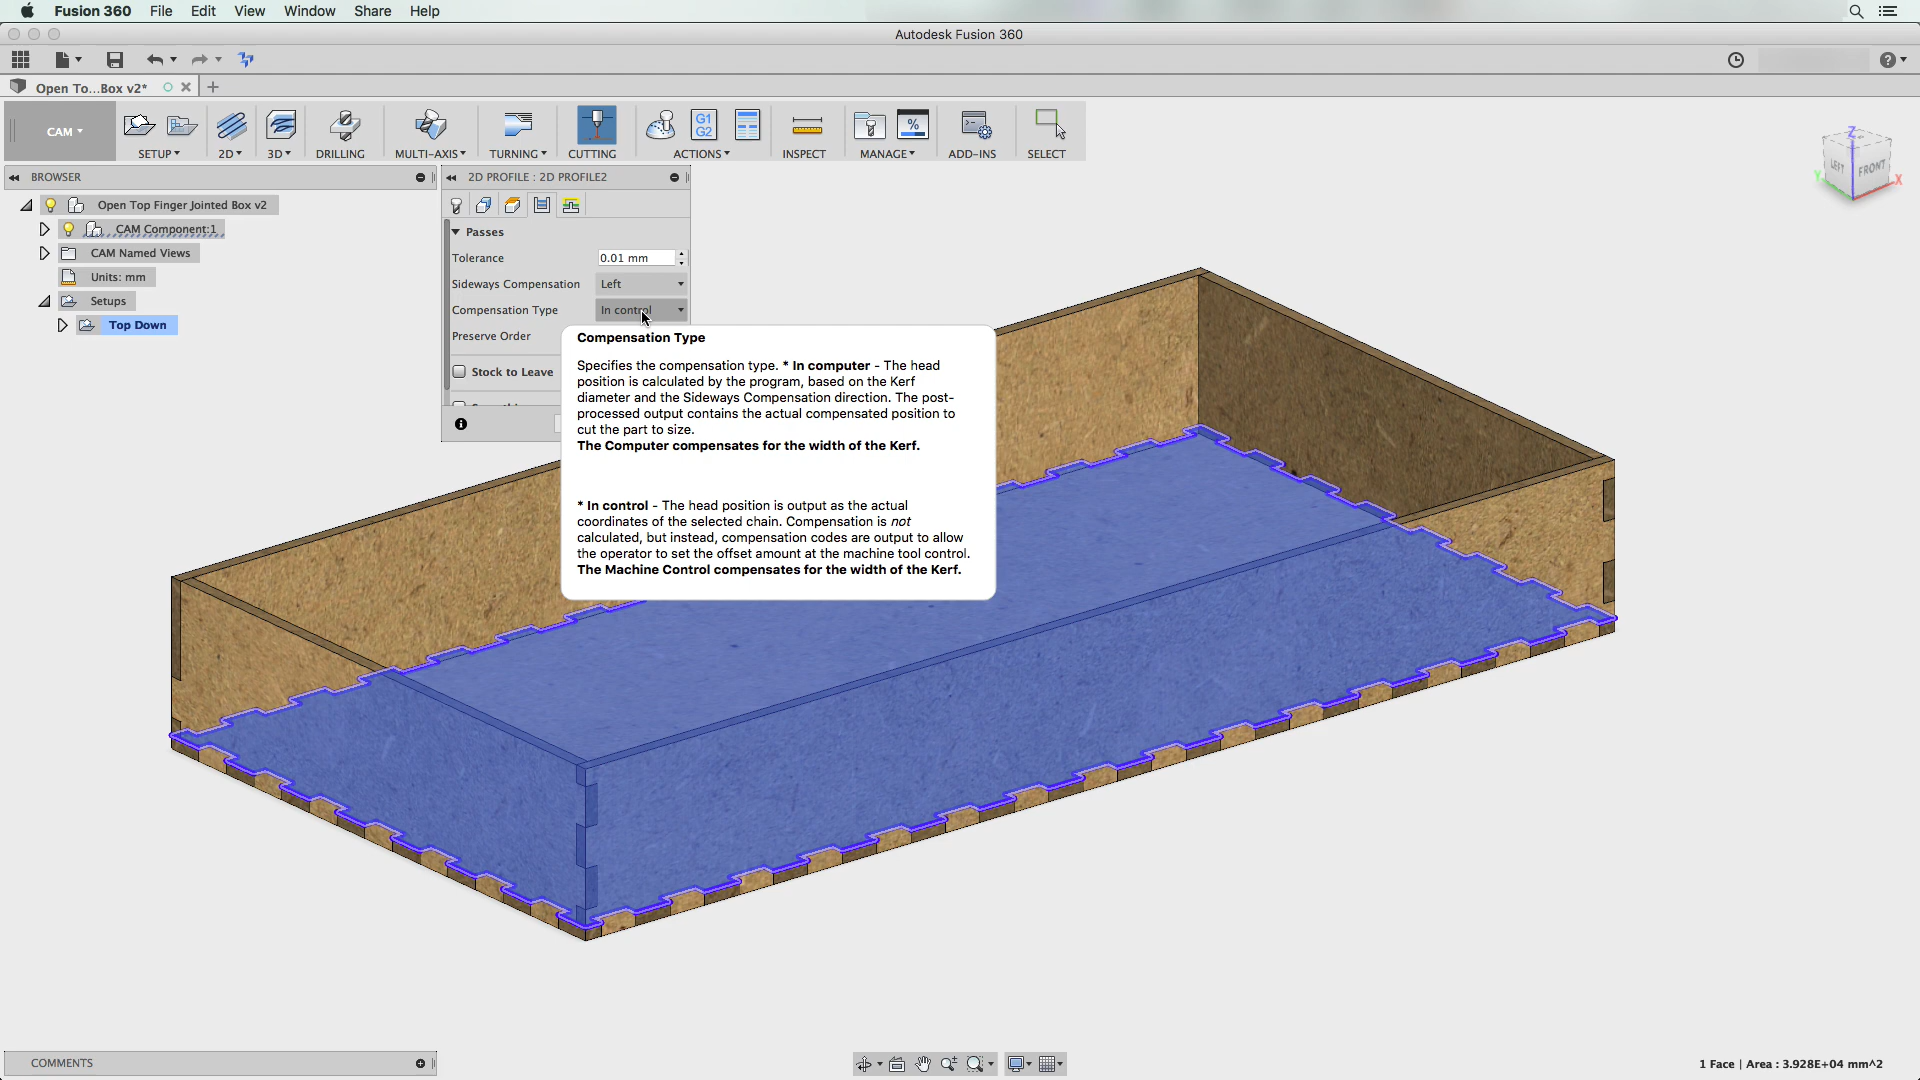 Fusion 360 File Edit View Window Share Help
Autodesk Fusion 360
Open To...Box v2*
CAM
SETUP 2D 3D DRILLING MULTI-AXIS TURNING CUTTING ACTIONS INSPECT MANAGE ADD-INS SELECT
G1
G2
%
Z
LEFT FRONT
Y X
BROWSER
Open Top Finger Jointed Box v2
CAM Component:1
CAM Named Views
Units: mm
Setups
Top Down
2D PROFILE : 2D PROFILE2
Passes
Tolerance 0.01 mm
Sideways Compensation Left
Compensation Type In control
Preserve Order
Stock to Leave
Compensation Type
Specifies the compensation type. * In computer - The head
position is calculated by the program, based on the Kerf
diameter and the Sideways Compensation direction. The post-
processed output contains the actual compensated position to
cut the part to size.
The Computer compensates for the width of the Kerf.
* In control - The head position is output as the actual
coordinates of the selected chain. Compensation is not
calculated, but instead, compensation codes are output to allow
the operator to set the offset amount at the machine tool control.
The Machine Control compensates for the width of the Kerf.
COMMENTS
1 Face | Area : 3.928E+04 mm^2